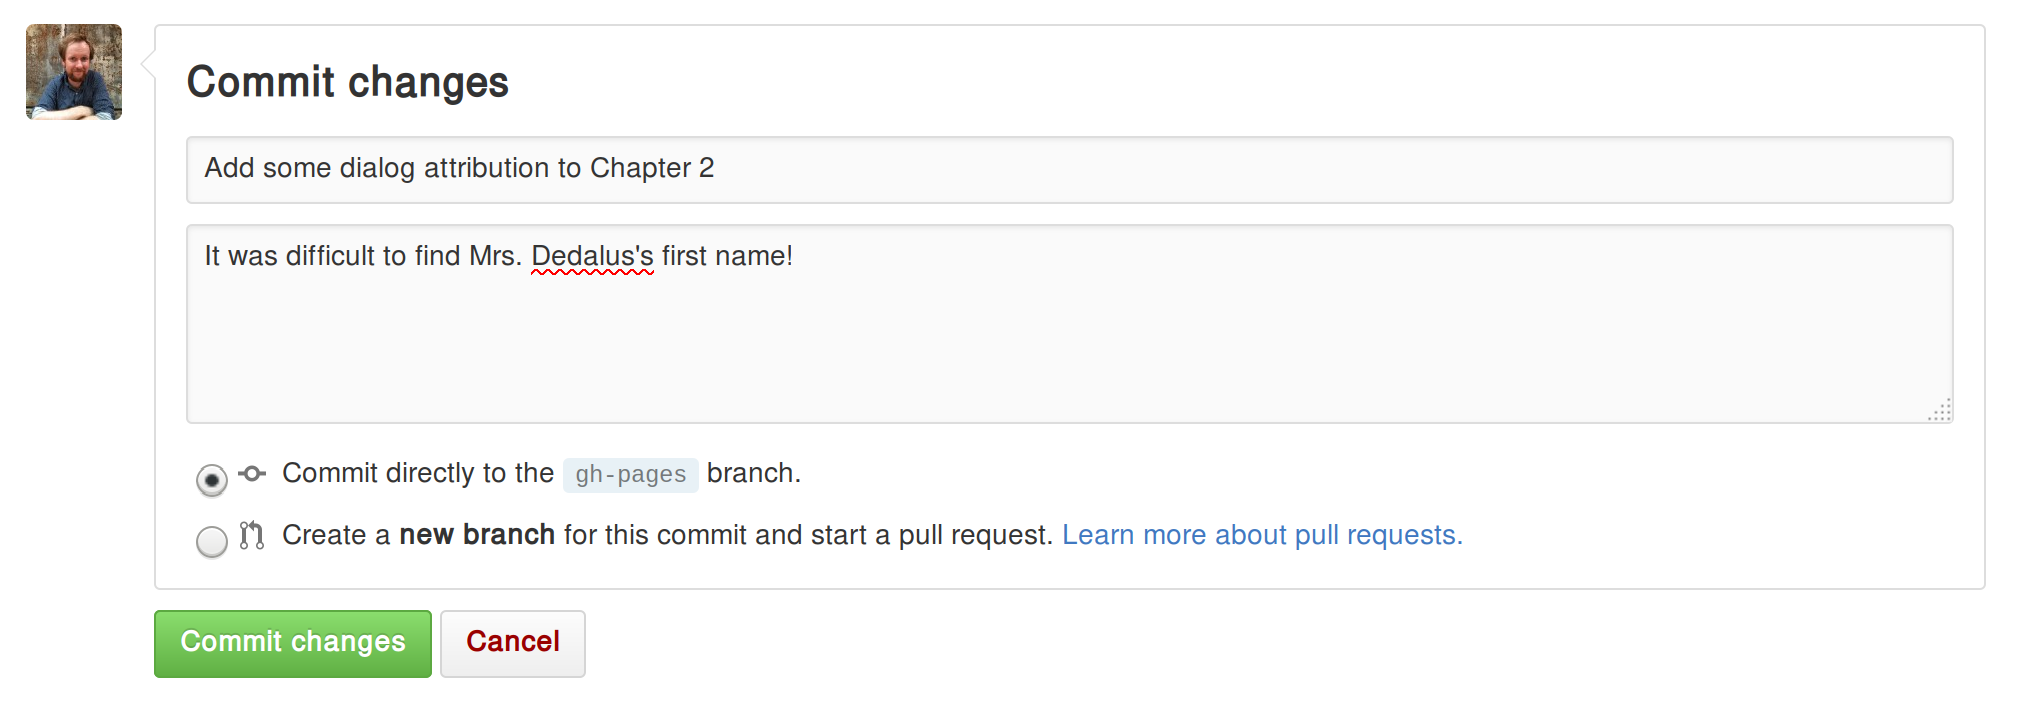 Commit changes
Add some dialog attribution to Chapter 2
It was difficult to find Mrs. Dedalus's first name!
Commit directly to the gh-pages branch.
Create a new branch for this commit and start a pull request. Learn more about pull requests.
Commit changes Cancel